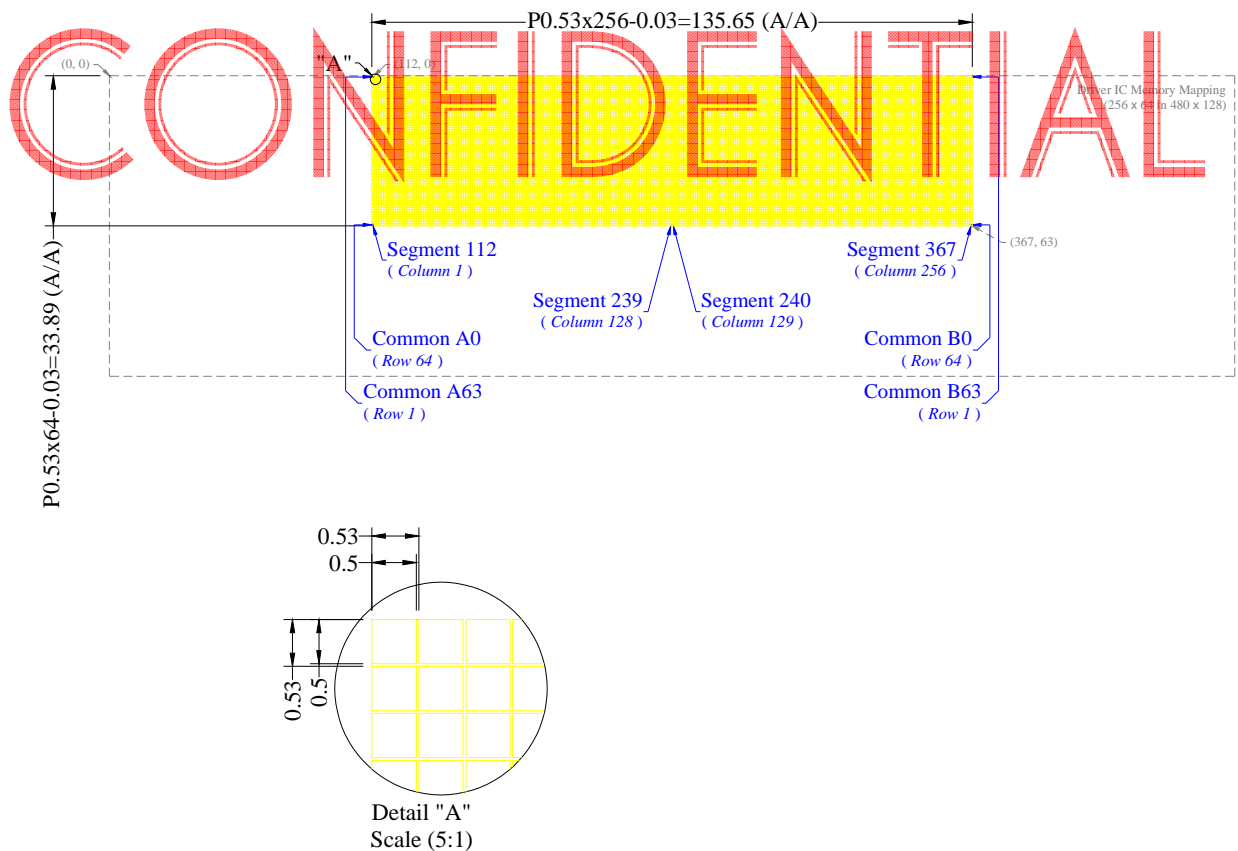 P0.53x256-0.03=135.65 (A/A)
CONFIDENTIAL
"A"
(0, 0)
(112, 0)
Driver IC Memory Mapping
(256 x 64 in 480 x 128)
P0.53x64-0.03=33.89 (A/A)
Segment 112
( Column 1 )
Segment 367
( Column 256 )
(367, 63)
Segment 239
( Column 128 )
Segment 240
( Column 129 )
Common A0
( Row 64 )
Common B0
( Row 64 )
Common A63
( Row 1 )
Common B63
( Row 1 )
0.53
0.5
0.53
0.5
Detail "A"
Scale (5:1)